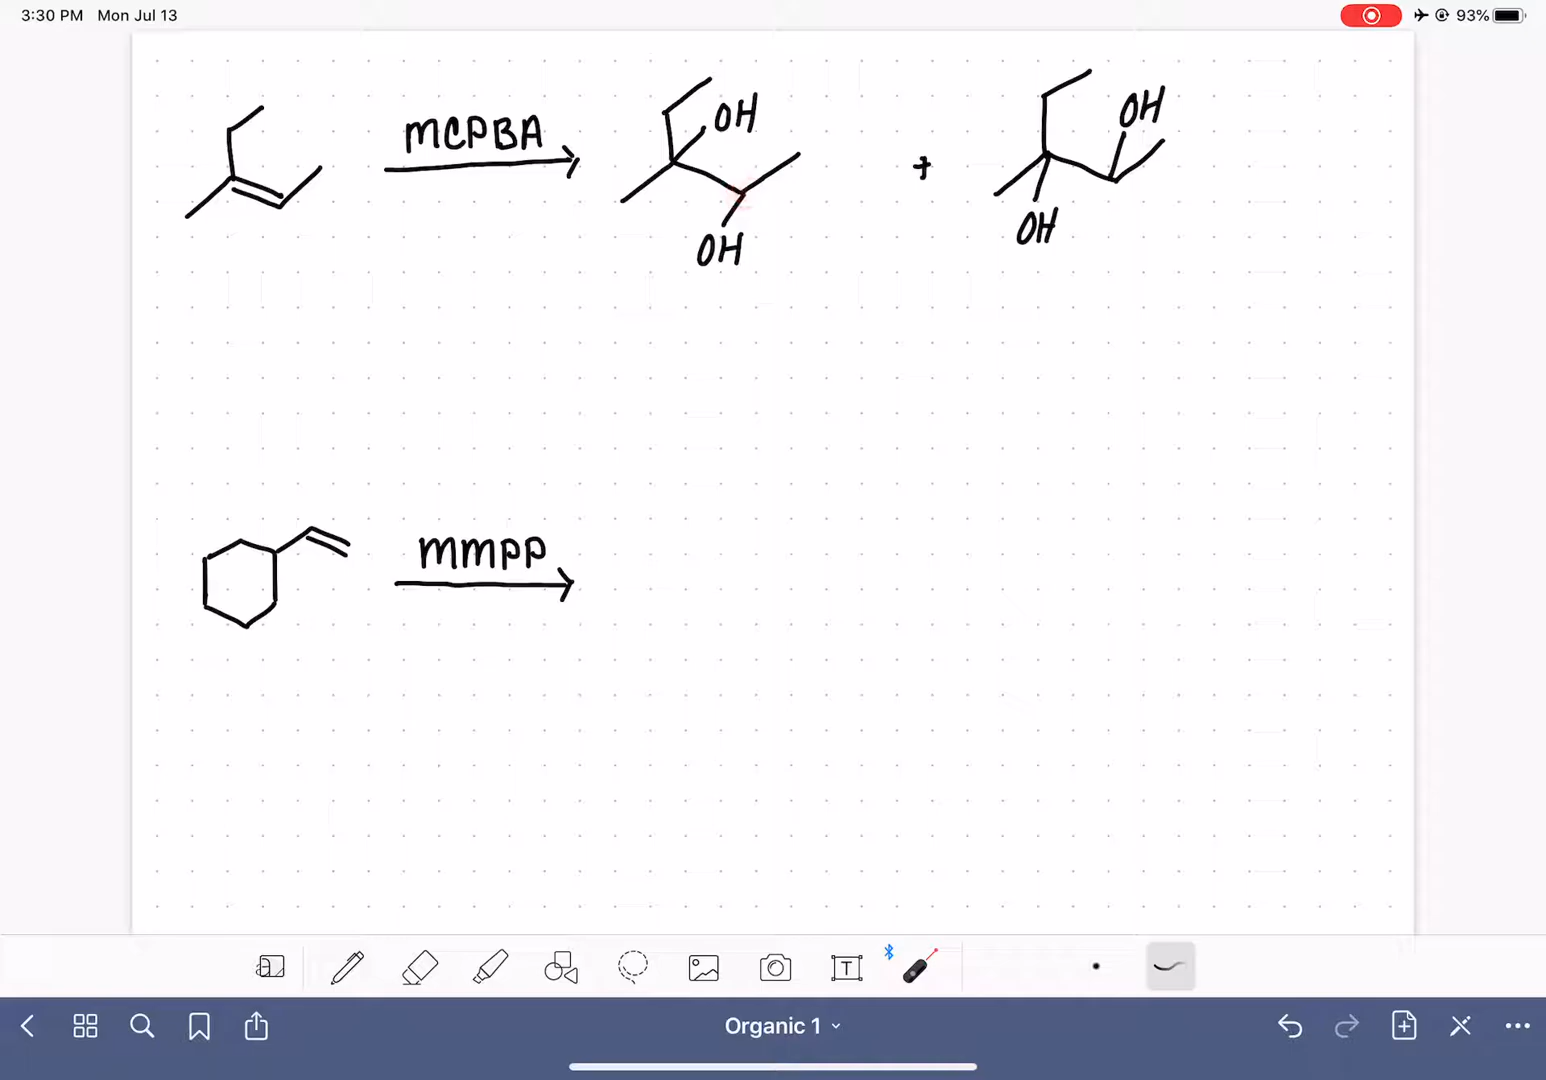 3:30 PM Mon Jul 13
93%
MCPBA
OH
OH
+
OH
OH
MMPP
T
Organic 1